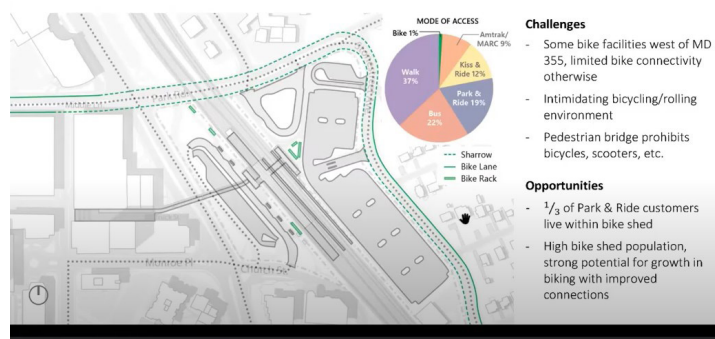 MODE OF ACCESS
Bike 1%
Amtrak/
MARC 9%
Kiss &
Ride 12%
Park &
Ride 19%
Bus
22%
Walk
37%
Sharrow
Bike Lane
Bike Rack
Challenges
- Some bike facilities west of MD
355, limited bike connectivity
otherwise
- Intimidating bicycling/rolling
environment
- Pedestrian bridge prohibits
bicycles, scooters, etc.
Opportunities
- 1/3 of Park & Ride customers
live within bike shed
- High bike shed population,
strong potential for growth in
biking with improved
connections